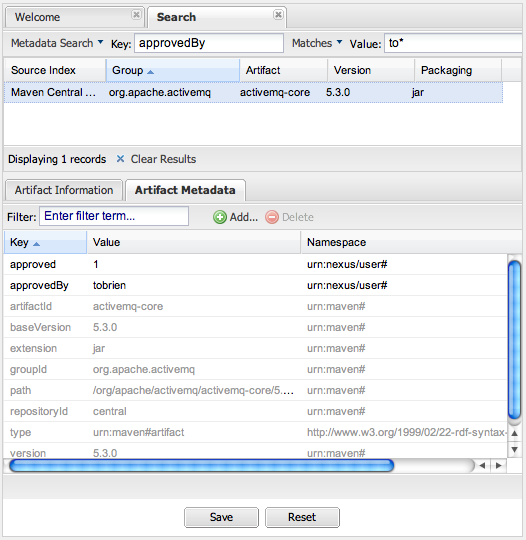 Welcome Search
Metadata Search Key: approvedBy Matches Value: to*
Source Index Group Artifact Version Packaging
Maven Central ... org.apache.activemq activemq-core 5.3.0 jar
Displaying 1 records Clear Results
Artifact Information Artifact Metadata
Filter: Enter filter term... Add... Delete
Key Value Namespace
approved 1 urn:nexus/user#
approvedBy tobrien urn:nexus/user#
artifactId activemq-core urn:maven#
baseVersion 5.3.0 urn:maven#
extension jar urn:maven#
groupId org.apache.activemq urn:maven#
path /org/apache/activemq/activemq-core/5.... urn:maven#
repositoryId central urn:maven#
type urn:maven#artifact http://www.w3.org/1999/02/22-rdf-syntax-
version 5.3.0 urn:maven#
Save Reset